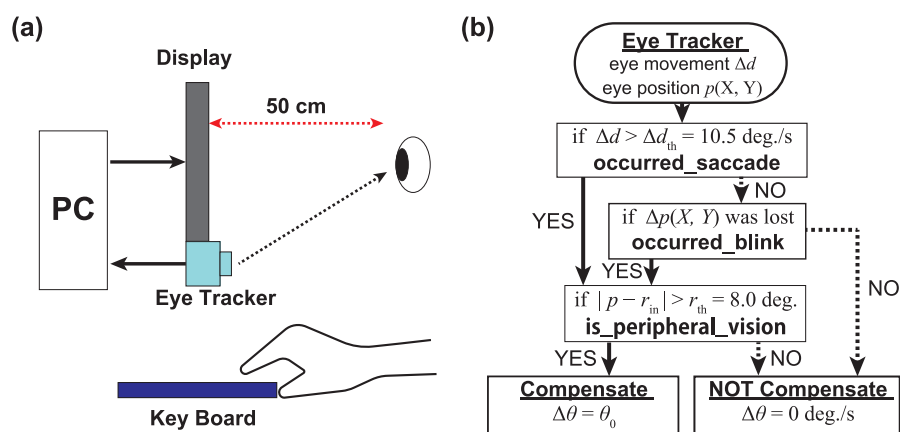 (a)
Display
50 cm
PC
Eye Tracker
Key Board
(b)
Eye Tracker
eye movement Δd
eye position p(X, Y)
if Δd > Δd_th = 10.5 deg./s
occurred_saccade
NO
YES
if Δp(X, Y) was lost
occurred_blink
YES
NO
if | p − r_in | > r_th = 8.0 deg.
is_peripheral_vision
YES
NO
Compensate
Δθ = θ_0
NOT Compensate
Δθ = 0 deg./s